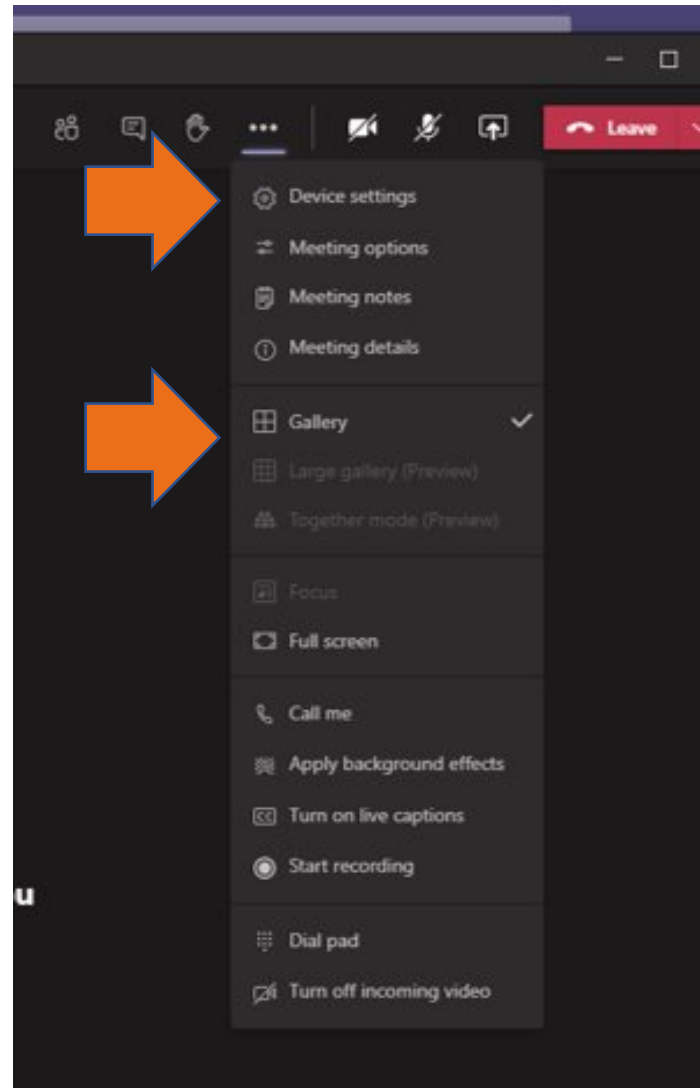 Leave
Device settings
Meeting options
Meeting notes
Meeting details
Gallery
Large gallery (Preview)
Together mode (Preview)
Focus
Full screen
Call me
Apply background effects
CC Turn on live captions
Start recording
u
Dial pad
Turn off incoming video